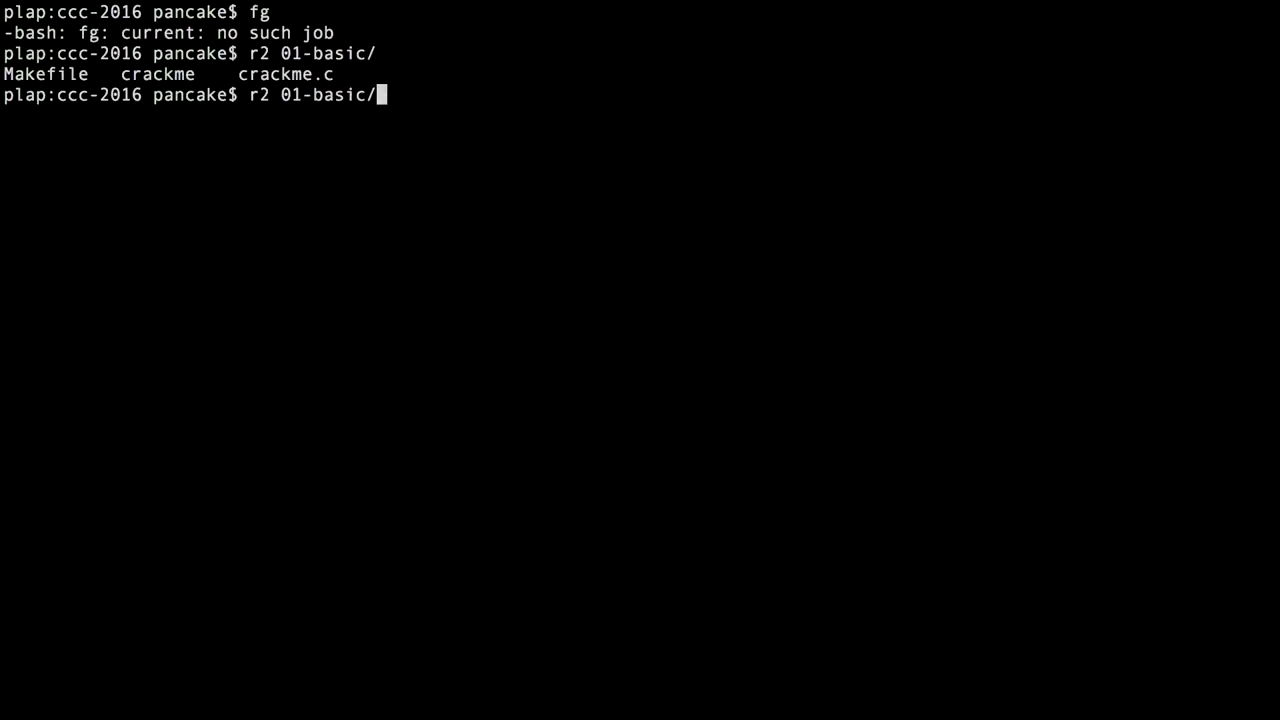 plap:ccc-2016 pancake$ fg
-bash: fg: current: no such job
plap:ccc-2016 pancake$ r2 01-basic/
Makefile   crackme    crackme.c
plap:ccc-2016 pancake$ r2 01-basic/